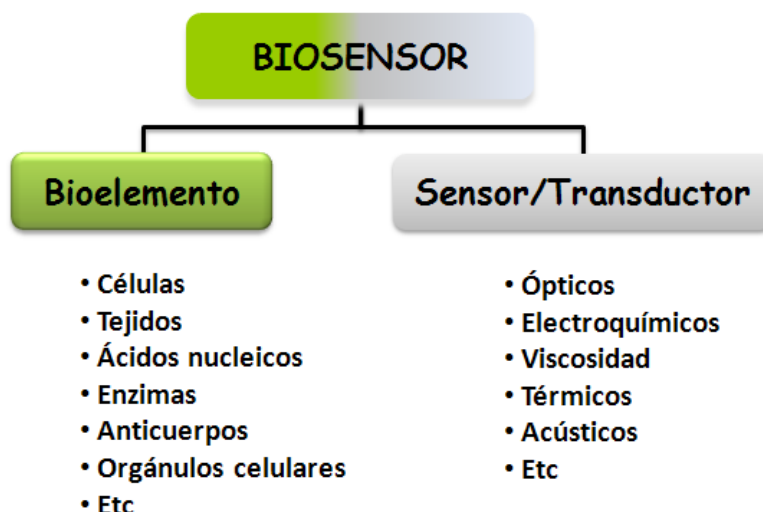 BIOSENSOR
Bioelemento
• Células
• Tejidos
• Ácidos nucleicos
• Enzimas
• Anticuerpos
• Orgánulos celulares
• Etc
Sensor/Transductor
• Ópticos
• Electroquímicos
• Viscosidad
• Térmicos
• Acústicos
• Etc